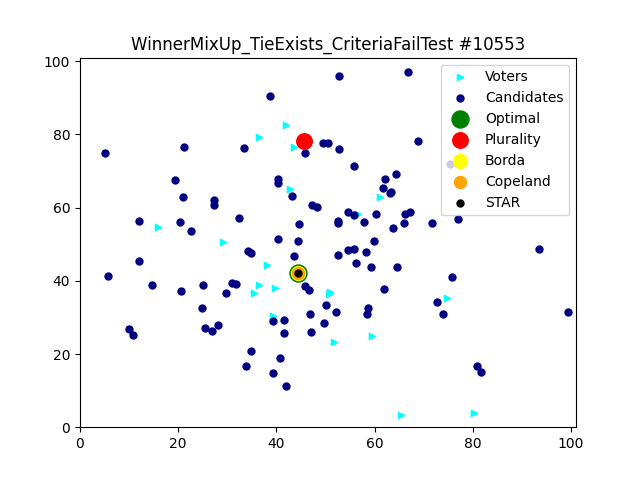 WinnerMixUp_TieExists_CriteriaFailTest #10553
100
80
60
40
20
0
0 20 40 60 80 100
Voters
Candidates
Optimal
Plurality
Borda
Copeland
STAR